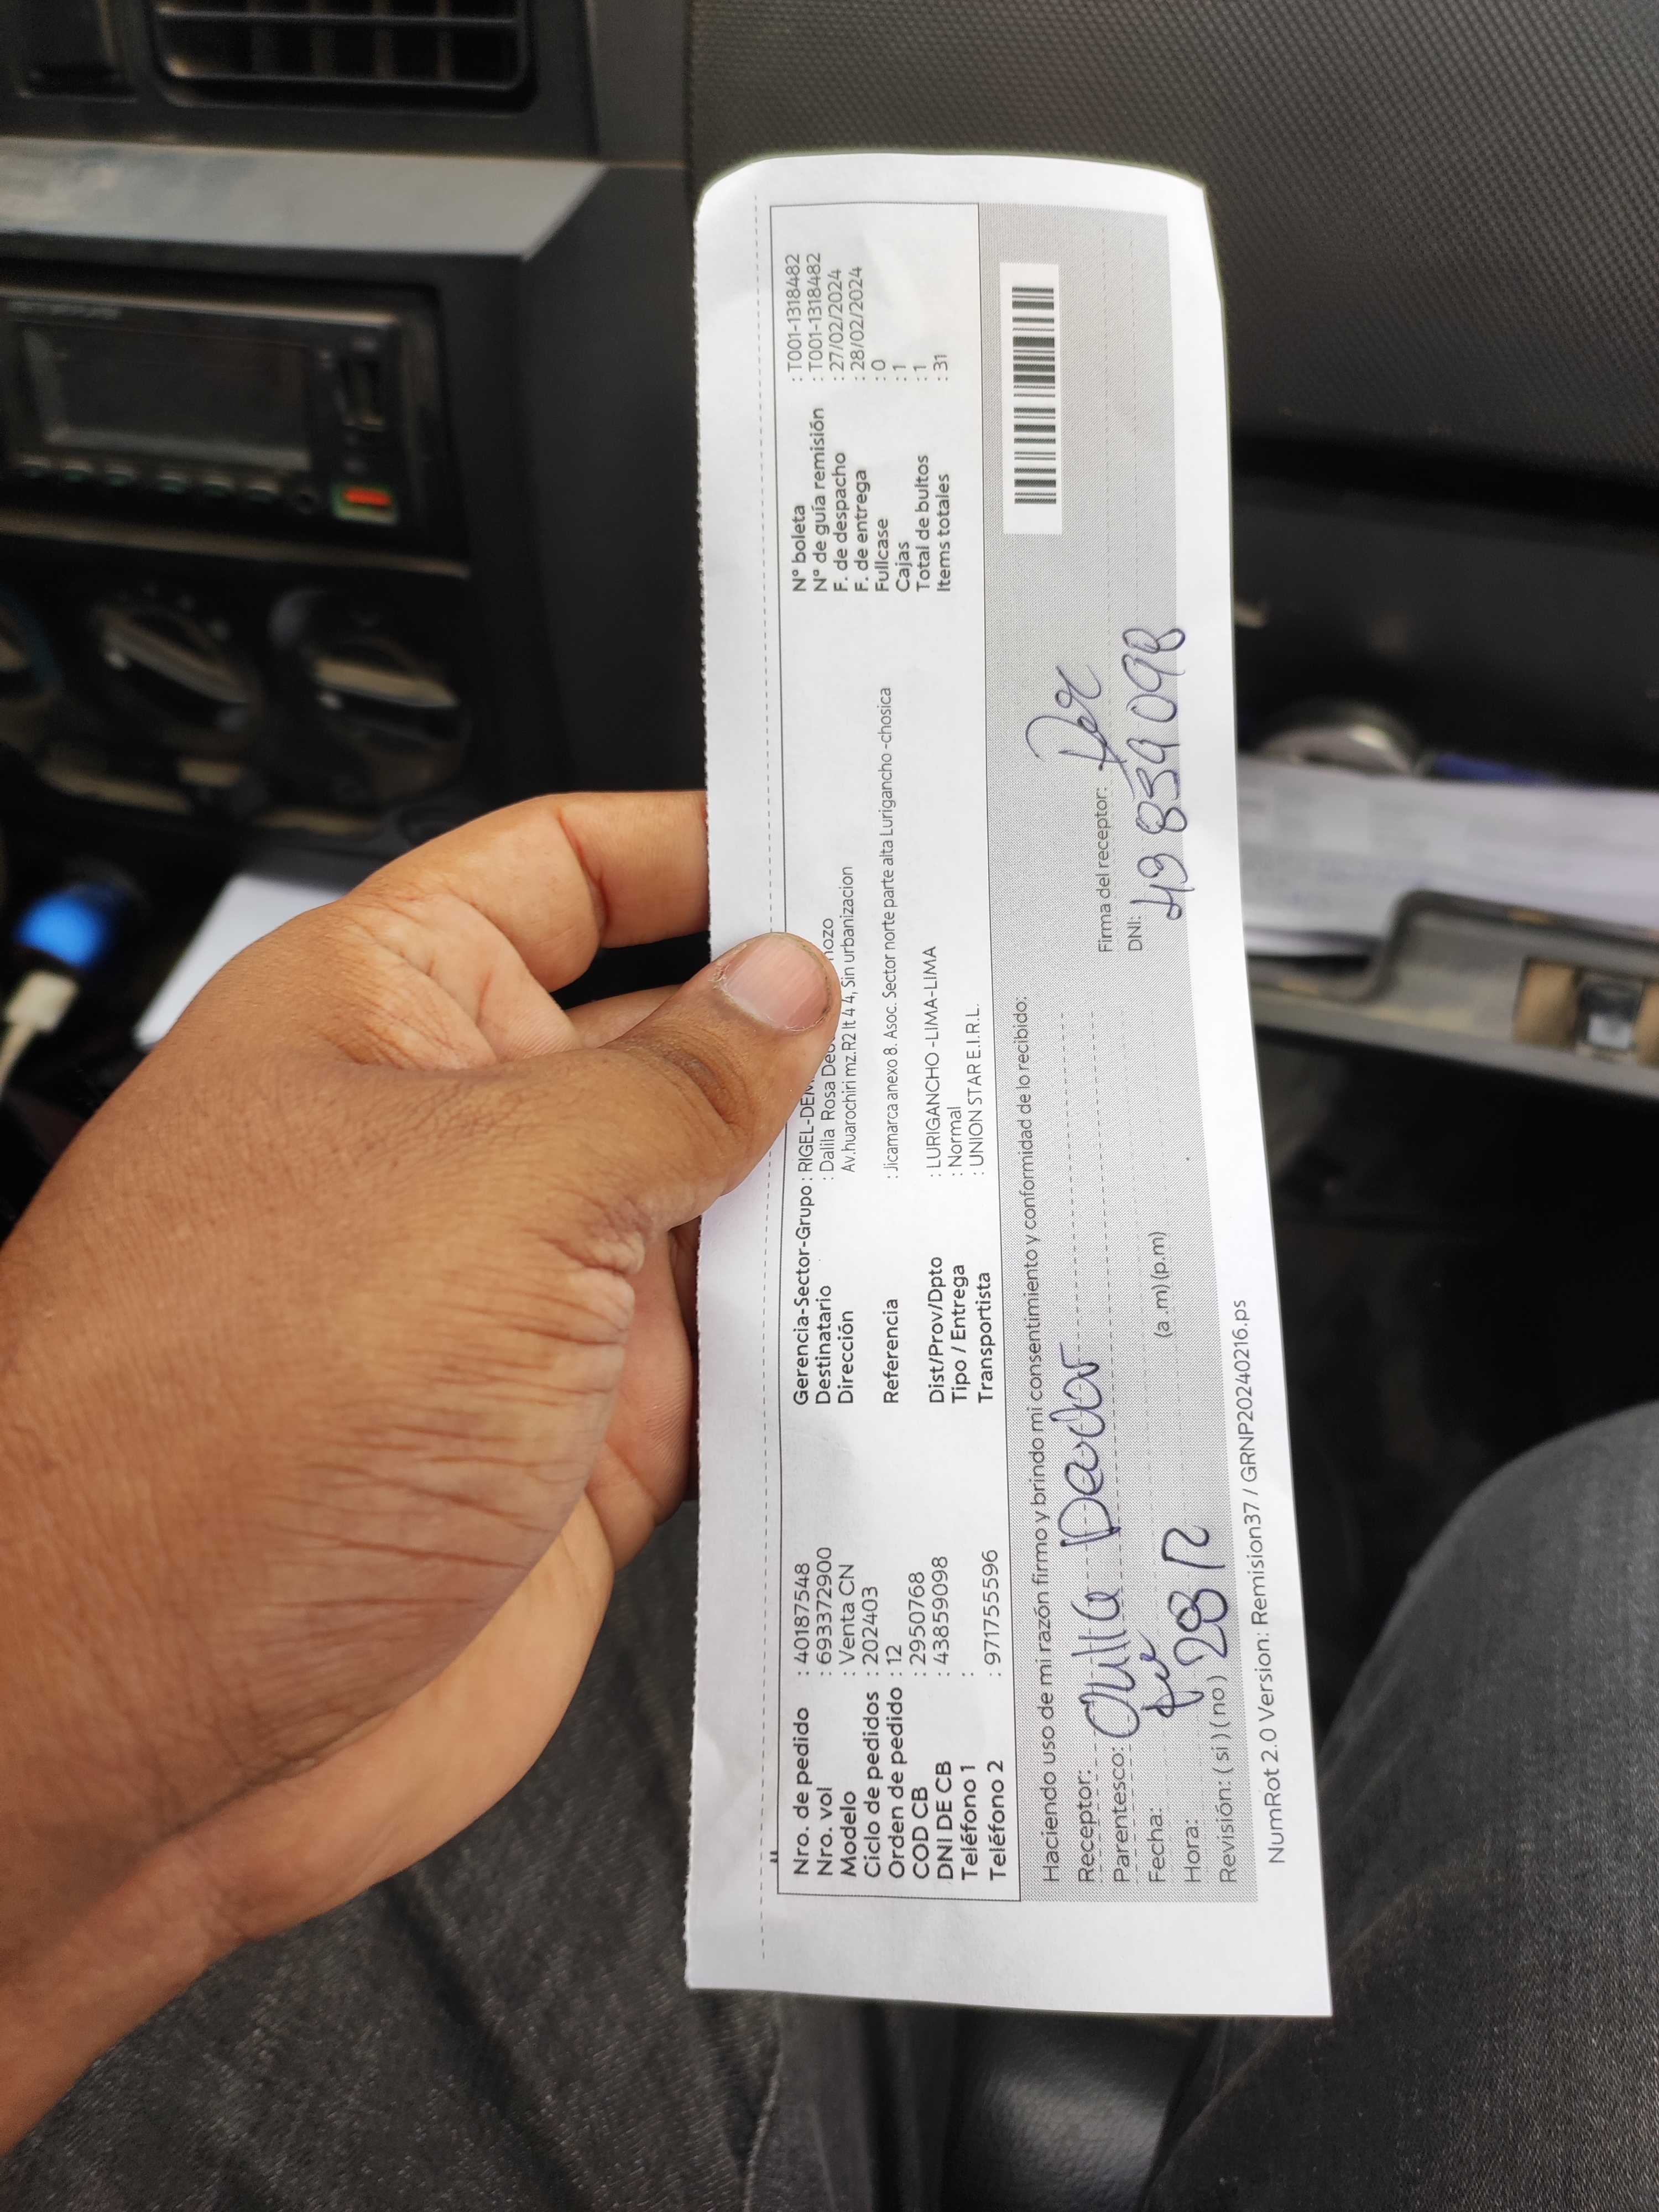 Nro. de pedido : 40187548
Nro. vol : 693372900
Modelo : Venta CN
Ciclo de pedidos : 202403
Orden de pedido : 12
COD CB : 2950768
DNI DE CB : 43859098
Teléfono 1 :
Teléfono 2 : 971755596
Gerencia-Sector-Grupo : RIGEL-DEN
Destinatario : Dalila Rosa
Dirección Av.huarochiri mz.R2 lt 4 4, Sin urbanizacion
Referencia : Jicamarca anexo 8. Asoc. Sector norte parte alta Lurigancho -chosica
Dist/Prov/Dpto : LURIGANCHO -LIMA-LIMA
Tipo / Entrega : Normal
Transportista : UNION STAR E.I.R.L.
N° boleta : T001-1318482
N° de guía remisión : T001-1318482
F. de despacho : 27/02/2024
F. de entrega : 28/02/2024
Fullcase : 0
Cajas : 1
Total de bultos : 1
Items totales : 31
Haciendo uso de mi razón firmo y brindo mi consentimiento y conformidad de lo recibido:
Receptor:
Parentesco:
Fecha:
Hora: (a .m) (p.m)
Revisión: ( si ) ( no )
Firma del receptor:
DNI:
NumRot 2.0 Version: Remision37 / GRNP20240216.ps